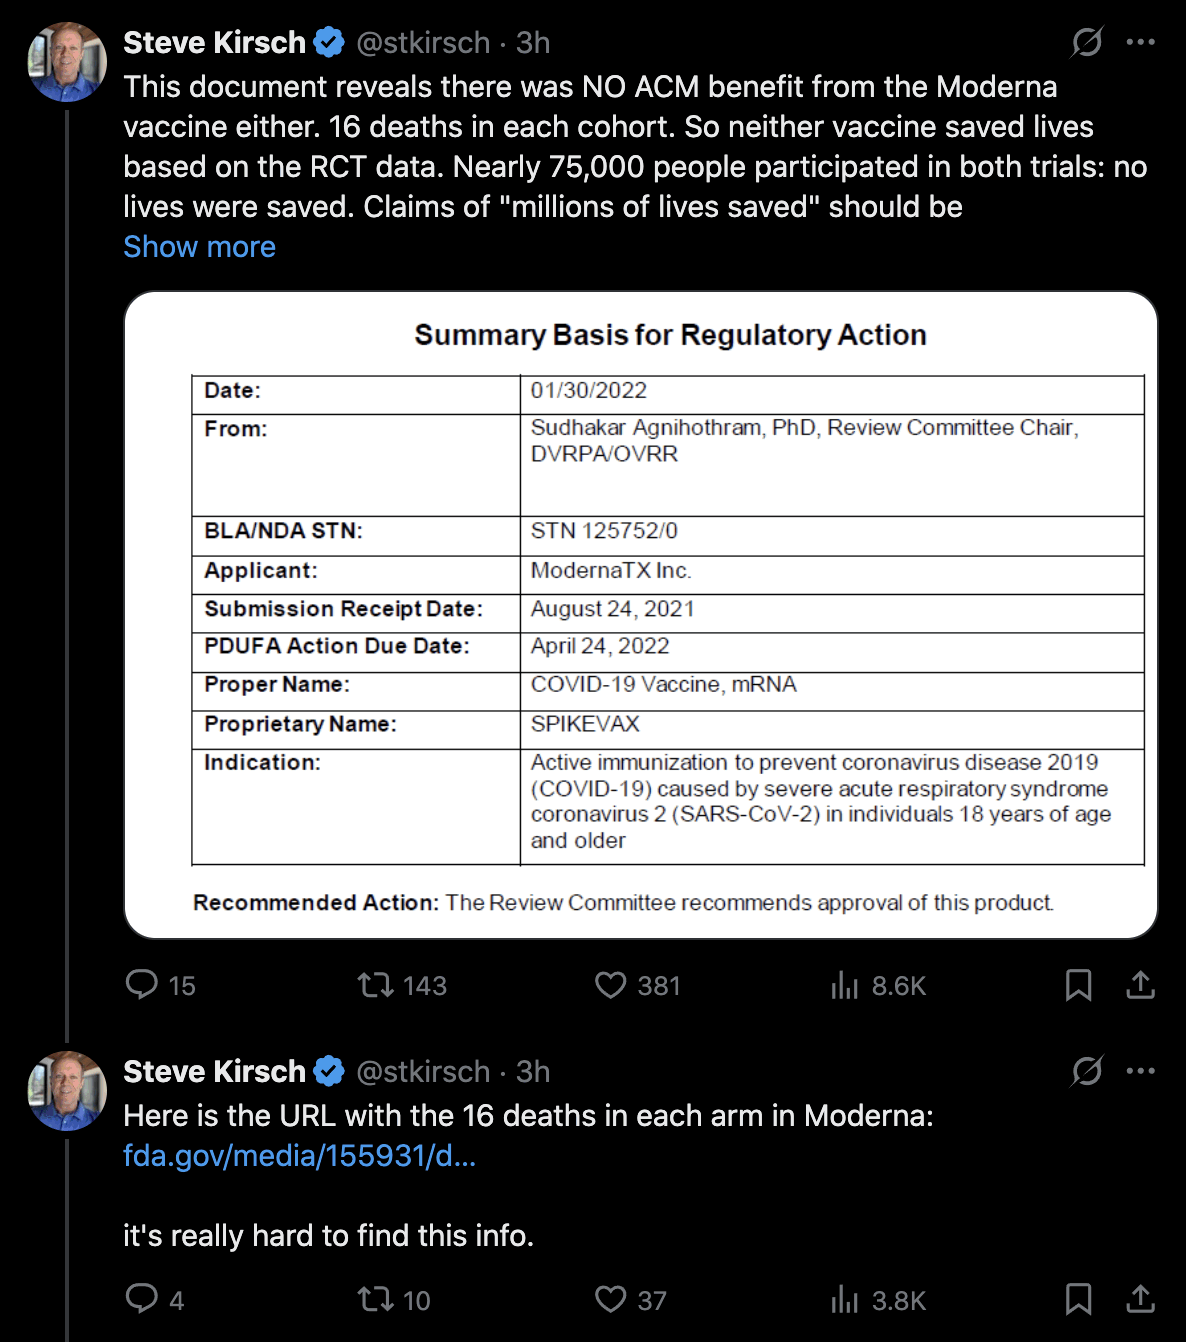 Steve Kirsch @stkirsch · 3h
This document reveals there was NO ACM benefit from the Moderna
vaccine either. 16 deaths in each cohort. So neither vaccine saved lives
based on the RCT data. Nearly 75,000 people participated in both trials: no
lives were saved. Claims of "millions of lives saved" should be
Show more
Summary Basis for Regulatory Action
Date: 01/30/2022
From: Sudhakar Agnihothram, PhD, Review Committee Chair,
DVRPA/OVRR
BLA/NDA STN: STN 125752/0
Applicant: ModernaTX Inc.
Submission Receipt Date: August 24, 2021
PDUFA Action Due Date: April 24, 2022
Proper Name: COVID-19 Vaccine, mRNA
Proprietary Name: SPIKEVAX
Indication: Active immunization to prevent coronavirus disease 2019
(COVID-19) caused by severe acute respiratory syndrome
coronavirus 2 (SARS-CoV-2) in individuals 18 years of age
and older
Recommended Action: The Review Committee recommends approval of this product.
15 143 381 8.6K
Steve Kirsch @stkirsch · 3h
Here is the URL with the 16 deaths in each arm in Moderna:
fda.gov/media/155931/d...
it's really hard to find this info.
4 10 37 3.8K